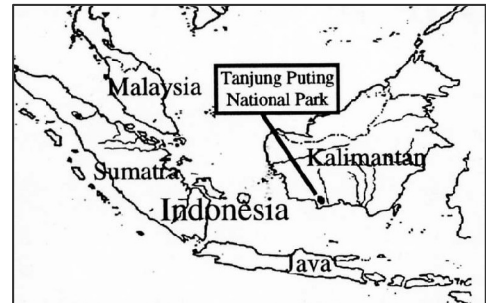 Malaysia
Tanjung Puting
National Park
Kalimantan
Sumatra
Indonesia
Java